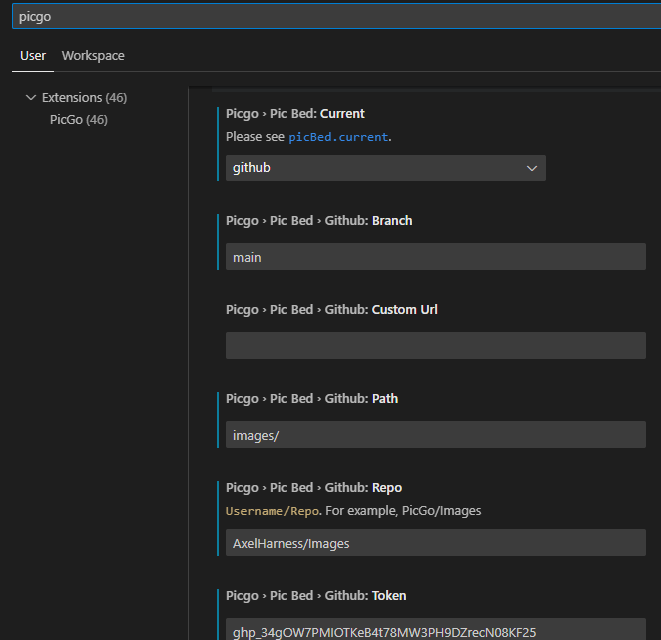 picgo
User Workspace
Extensions (46)
PicGo (46)
Picgo › Pic Bed: Current
Please see picBed.current.
github
Picgo › Pic Bed › Github: Branch
main
Picgo › Pic Bed › Github: Custom Url
Picgo › Pic Bed › Github: Path
images/
Picgo › Pic Bed › Github: Repo
Username/Repo. For example, PicGo/Images
AxelHarness/Images
Picgo › Pic Bed › Github: Token
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